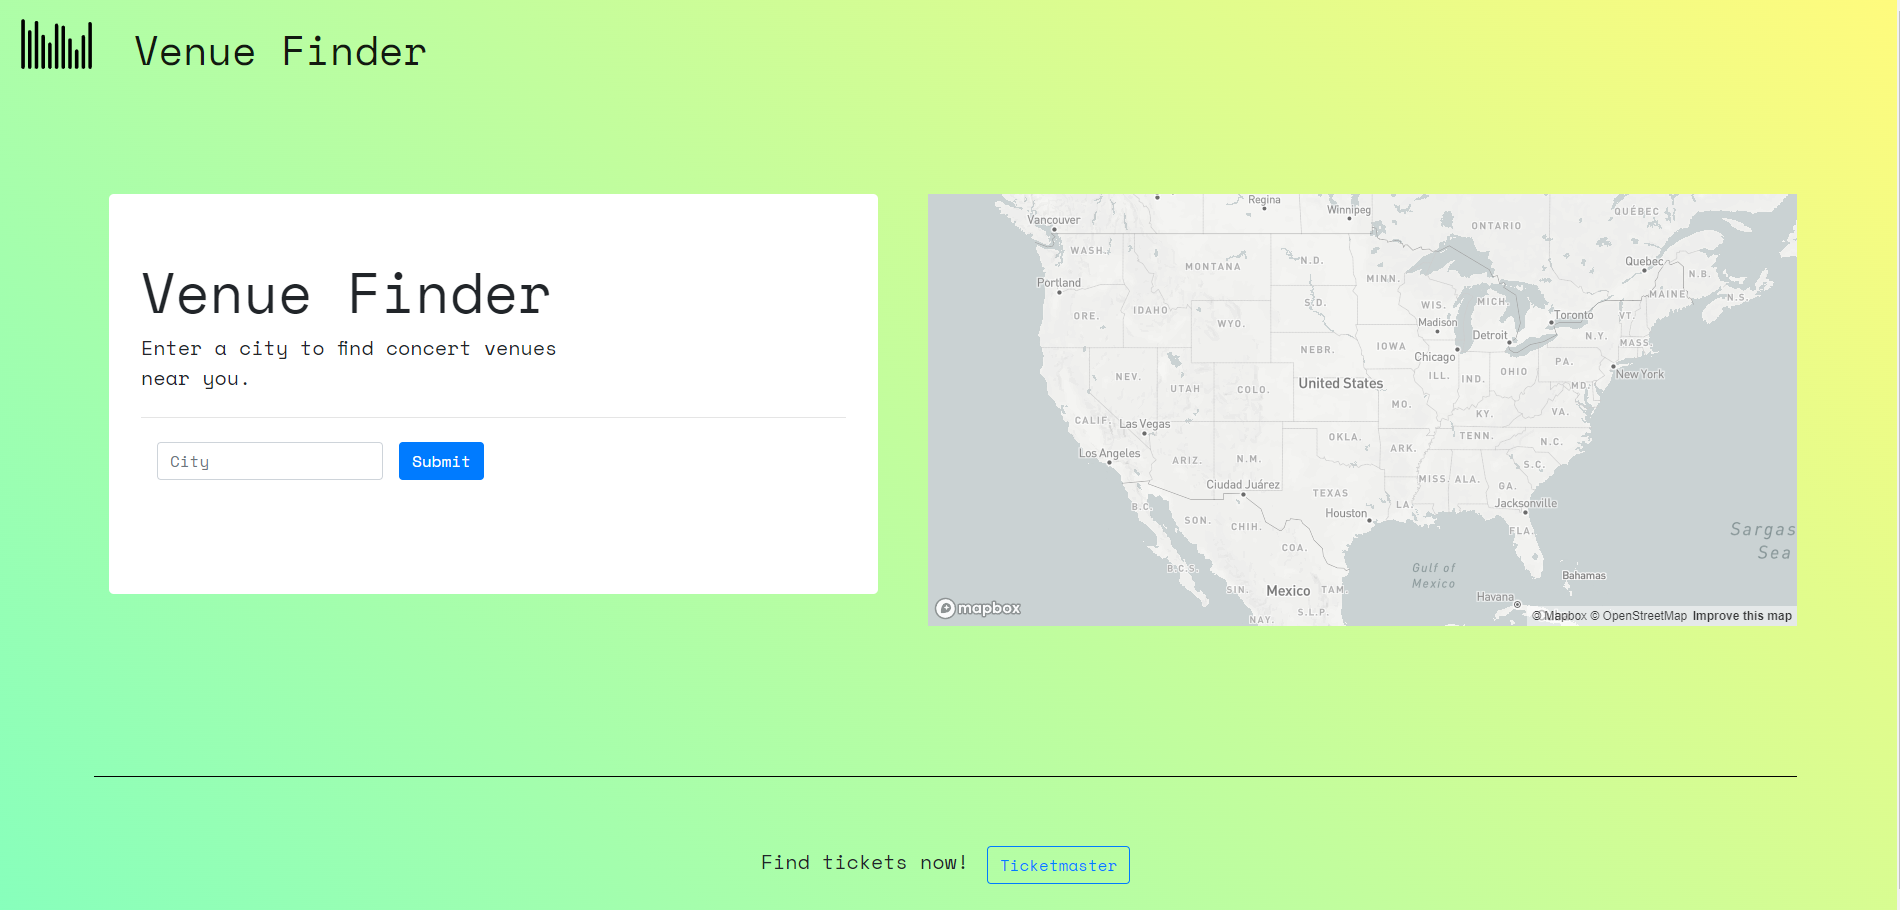 Venue Finder
Venue Finder
Enter a city to find concert venues
near you.
City
Submit
Regina
Winnipeg
Vancouver
QUÉBEC
ONTARIO
WASH.
MONTANA
N.D.
MINN.
Quebec
N.B.
Portland
MAINE
N.S.
ORE.
IDAHO
S.D.
WIS.
MICH.
WYO.
Madison
Toronto
VT.
Detroit
N.Y.
MASS.
NEBR.
IOWA
Chicago
PA.
NEV.
UTAH
COLO.
United States
ILL.
IND.
OHIO
New York
MD.
MO.
KY.
VA.
CALIF.
Las Vegas
OKLA.
TENN.
N.C.
Los Angeles
ARIZ.
N.M.
ARK.
S.C.
Ciudad Juárez
TEXAS
MISS.
ALA.
GA.
B.C.
Houston
LA.
Jacksonville
SON.
CHIH.
FLA.
Sargas
Sea
COA.
B.C.S.
Gulf of
Mexico
Bahamas
SIN.
Mexico
TAM.
Havana
mapbox
S.L.P.
NAY.
© Mapbox © OpenStreetMap Improve this map
Find tickets now!
Ticketmaster